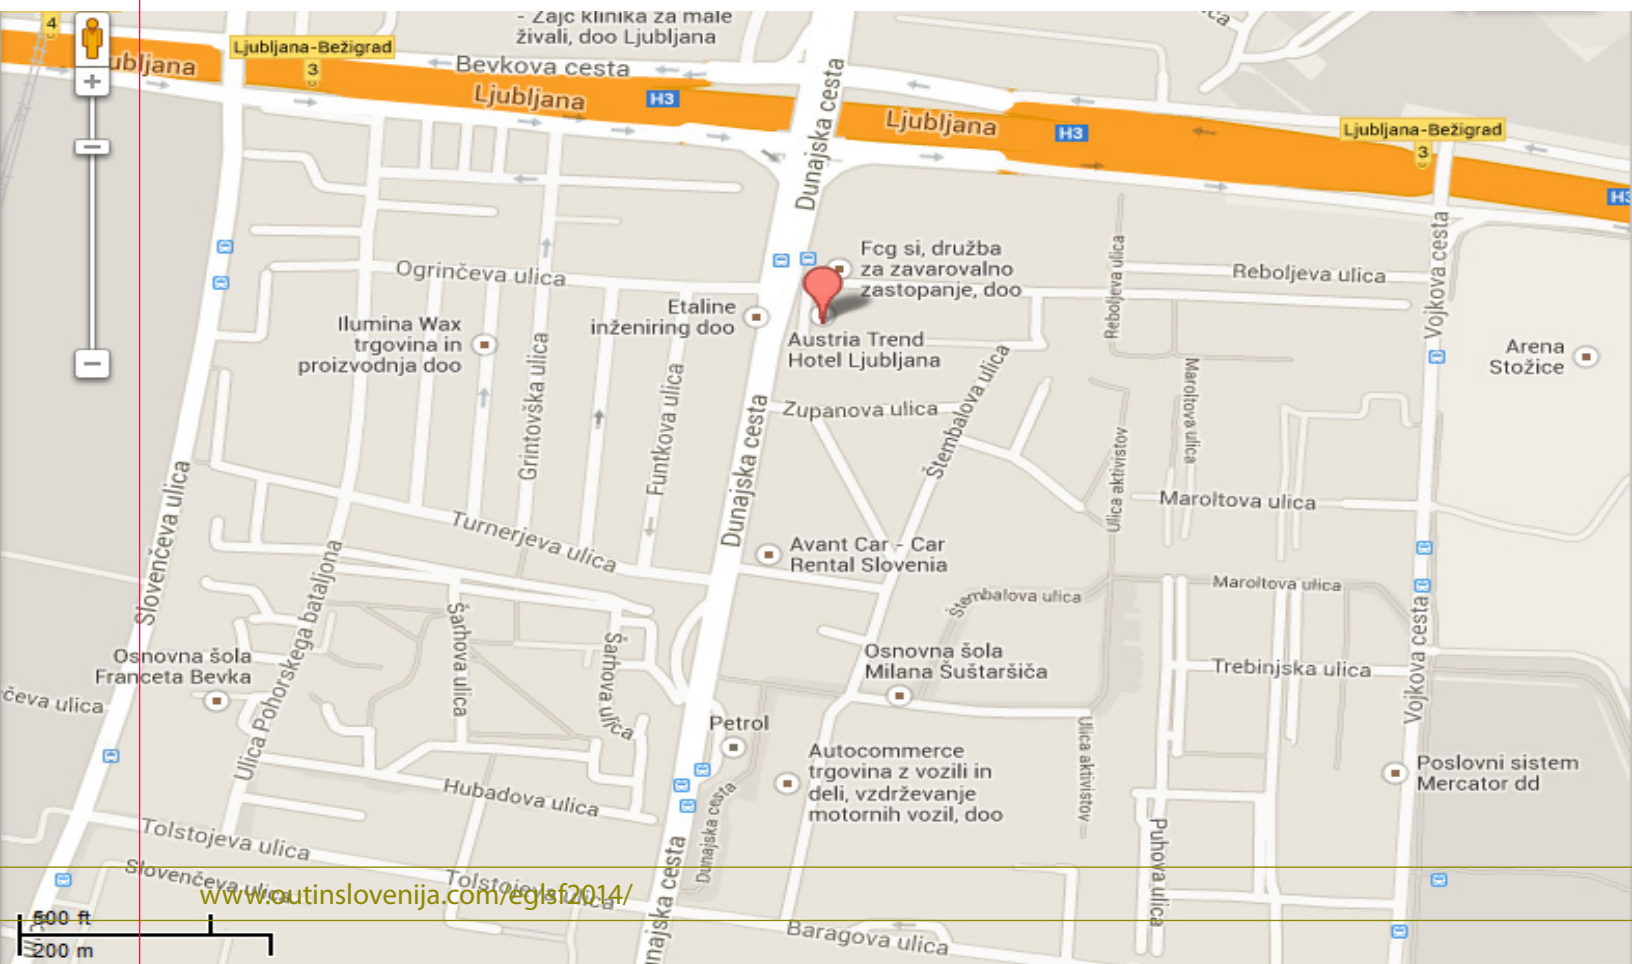 - Zajc klinika za male
živali, doo Ljubljana
4
Ljubljana-Bežigrad
3
ubljana
Bevkova cesta
Ljubljana
H3
Dunajska cesta
Ljubljana
H3
Ljubljana-Bežigrad
3
H3
Fcg si, družba
za zavarovalno
zastopanje, doo
Reboljeva ulica
Reboljeva ulica
Vojkova cesta
Ogrinčeva ulica
Etaline
inženiring doo
Ilumina Wax
trgovina in
proizvodnja doo
Austria Trend
Hotel Ljubljana
Arena
Stožice
Grintovška ulica
Funtkova ulica
Dunajska cesta
Zupanova ulica
Štembalova ulica
Maroltova ulica
Ulica aktivistov
Maroltova ulica
Slovenčeva ulica
Turnerjeva ulica
Avant Car - Car
Rental Slovenia
Ulica Pohorskega bataljona
Štembalova ulica
Maroltova ulica
Šarhova ulica
Šarhova ulica
Vojkova cesta
Osnovna šola
Franceta Bevka
Osnovna šola
Milana Šuštaršiča
Trebinjska ulica
čeva ulica
Petrol
Ulica aktivistov
Autocommerce
trgovina z vozili in
deli, vzdrževanje
motornih vozil, doo
Poslovni sistem
Mercator dd
Hubadova ulica
Dunajska cesta
Tolstojeva ulica
Puhova ulica
Slovenčeva ulica
Tolstojeva ulica
www.outinslovenija.com/eglsf2014/
unajska cesta
Baragova ulica
500 ft
200 m